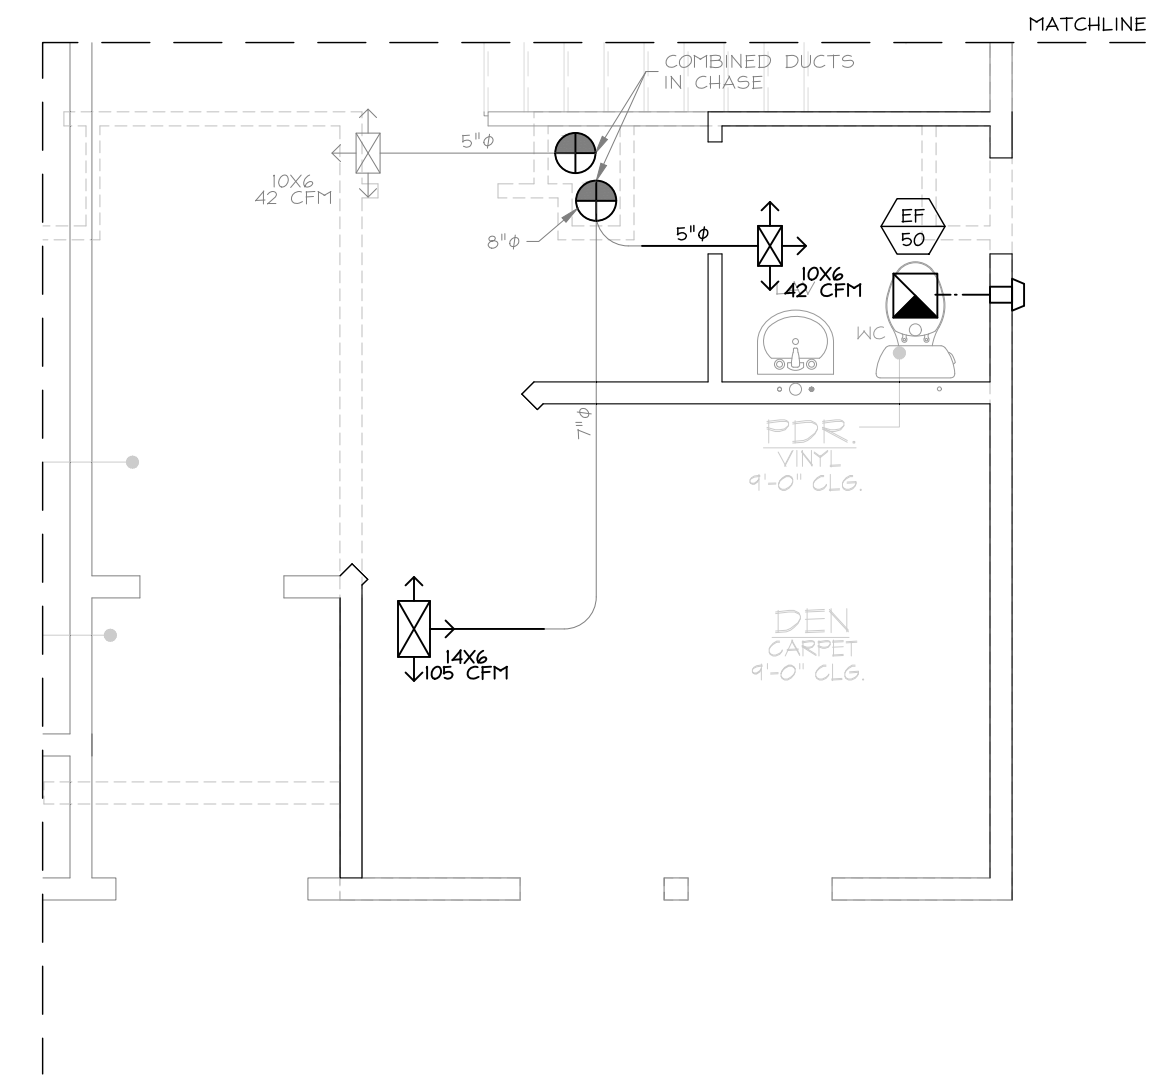 MATCHLINE
COMBINED DUCTS
IN CHASE
5"ϕ
10X6
42 CFM
8"ϕ
5"ϕ
EF
50
10X6
42 CFM
WC
7"ϕ
PDR.
VINYL
9'-0" CLG.
DEN
CARPET
9'-0" CLG.
14X6
105 CFM